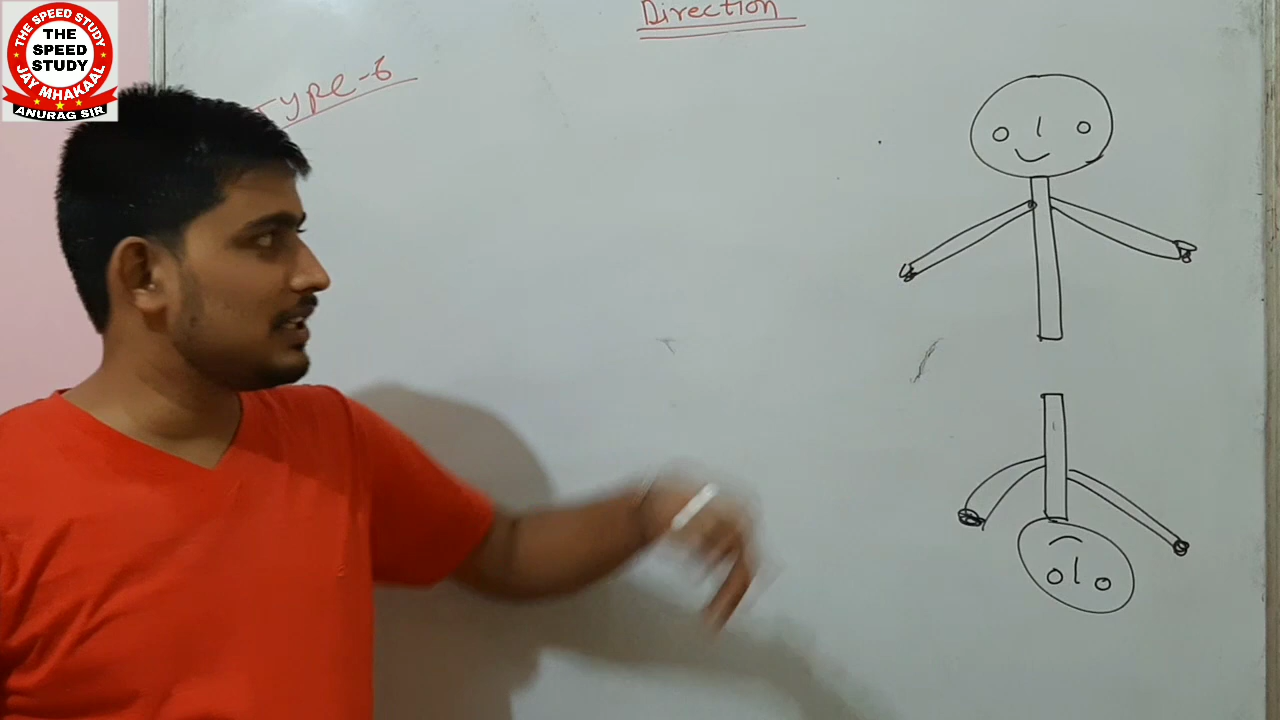 THE SPEED STUDY
THE
SPEED
STUDY
JAY MHAKAAL
ANURAG SIR
Direction
Type-6